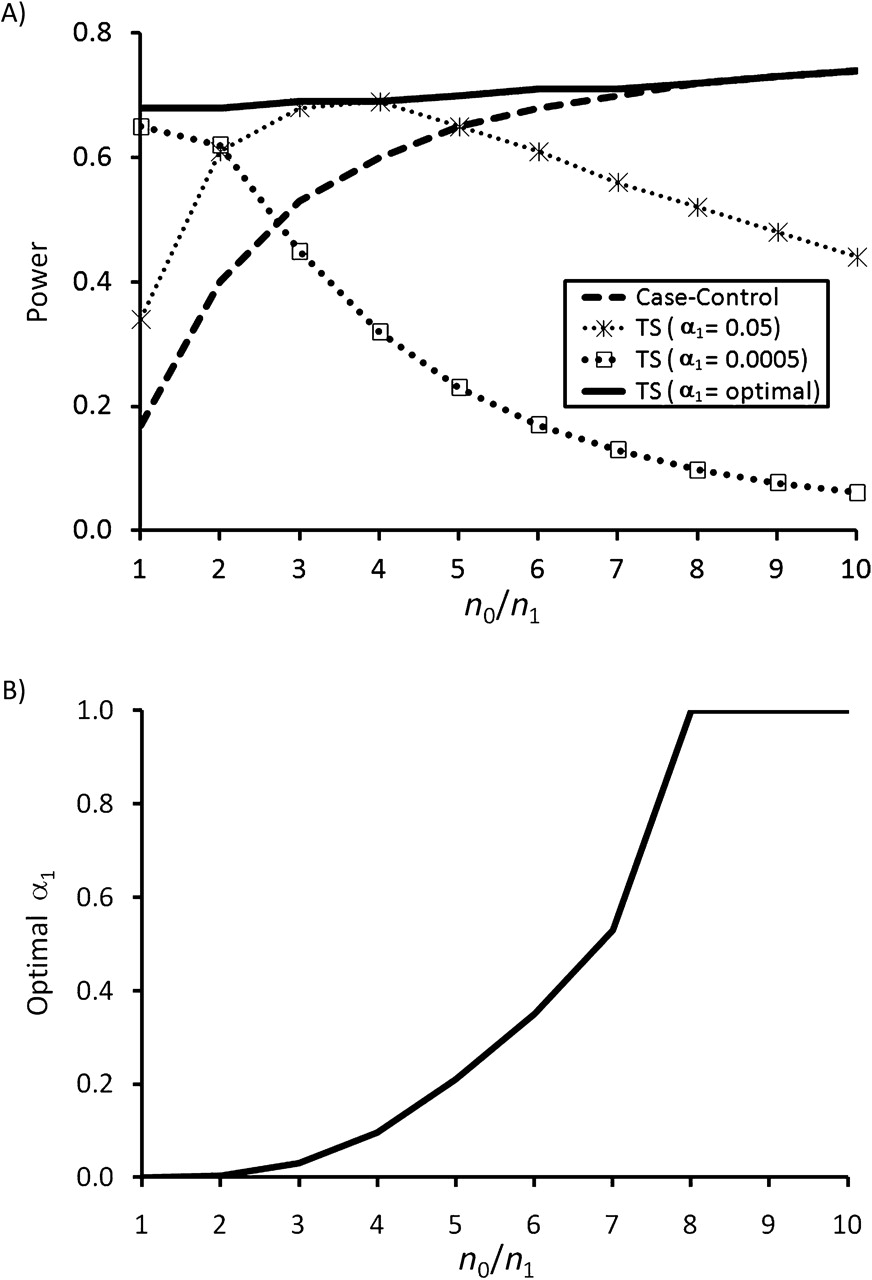 A)
0.8
0.6
0.4
0.2
0.0
Power
Case-Control
TS ( α1= 0.05)
TS ( α1= 0.0005)
TS ( α1= optimal)
1 2 3 4 5 6 7 8 9 10
n0/n1
B)
1.0
0.8
0.6
0.4
0.2
0.0
Optimal α1
1 2 3 4 5 6 7 8 9 10
n0/n1